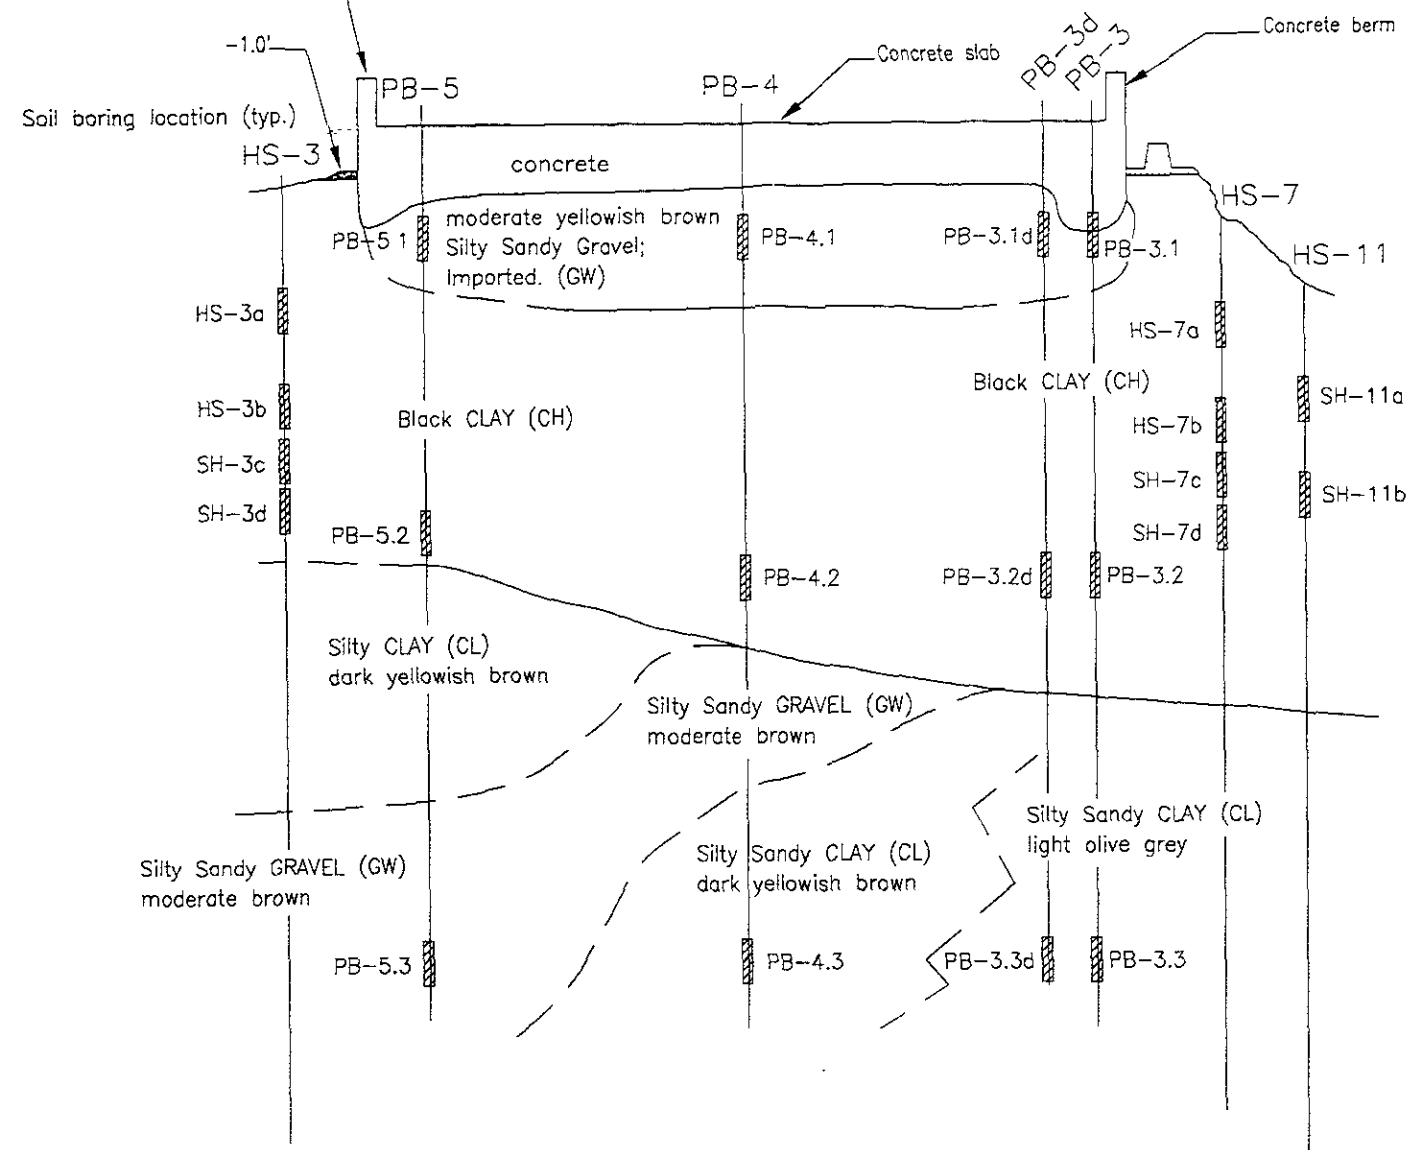 Concrete berm
-1.0'
Concrete slab
PB-3d
PB-3
PB-5
PB-4
Soil boring location (typ.)
HS-3
concrete
HS-7
moderate yellowish brown
Silty Sandy Gravel;
Imported. (GW)
PB-5 1
PB-4.1
PB-3.1d
PB-3.1
HS-11
HS-3a
HS-7a
Black CLAY (CH)
SH-11a
HS-3b
Black CLAY (CH)
HS-7b
SH-3c
SH-7c
SH-11b
SH-3d
PB-5.2
SH-7d
PB-4.2
PB-3.2d
PB-3.2
Silty CLAY (CL)
dark yellowish brown
Silty Sandy GRAVEL (GW)
moderate brown
Silty Sandy CLAY (CL)
light olive grey
Silty Sandy GRAVEL (GW)
moderate brown
Silty Sandy CLAY (CL)
dark yellowish brown
PB-5.3
PB-4.3
PB-3.3d
PB-3.3